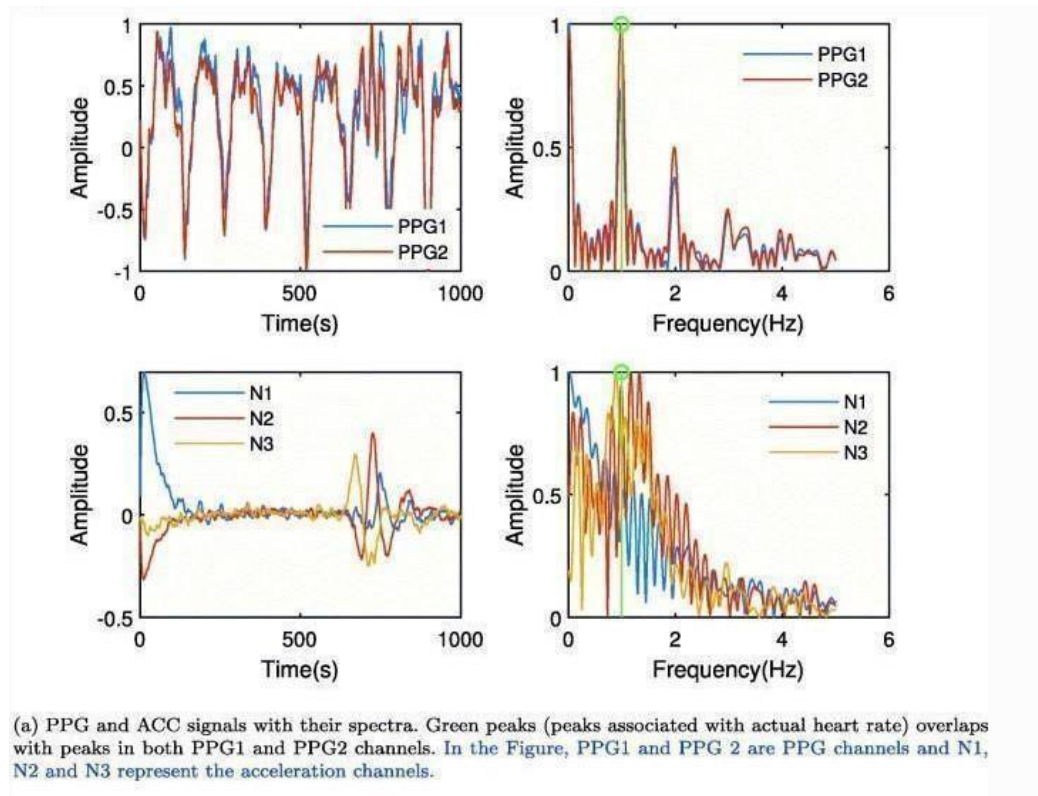 1
0.5
0
-0.5
-1
Amplitude
PPG1
PPG2
0 500 1000
Time(s)
1
0.5
0
Amplitude
PPG1
PPG2
0 2 4 6
Frequency(Hz)
0.5
0
-0.5
Amplitude
N1
N2
N3
0 500 1000
Time(s)
1
0.5
0
Amplitude
N1
N2
N3
0 2 4 6
Frequency(Hz)
(a) PPG and ACC signals with their spectra. Green peaks (peaks associated with actual heart rate) overlaps
with peaks in both PPG1 and PPG2 channels. In the Figure, PPG1 and PPG 2 are PPG channels and N1,
N2 and N3 represent the acceleration channels.